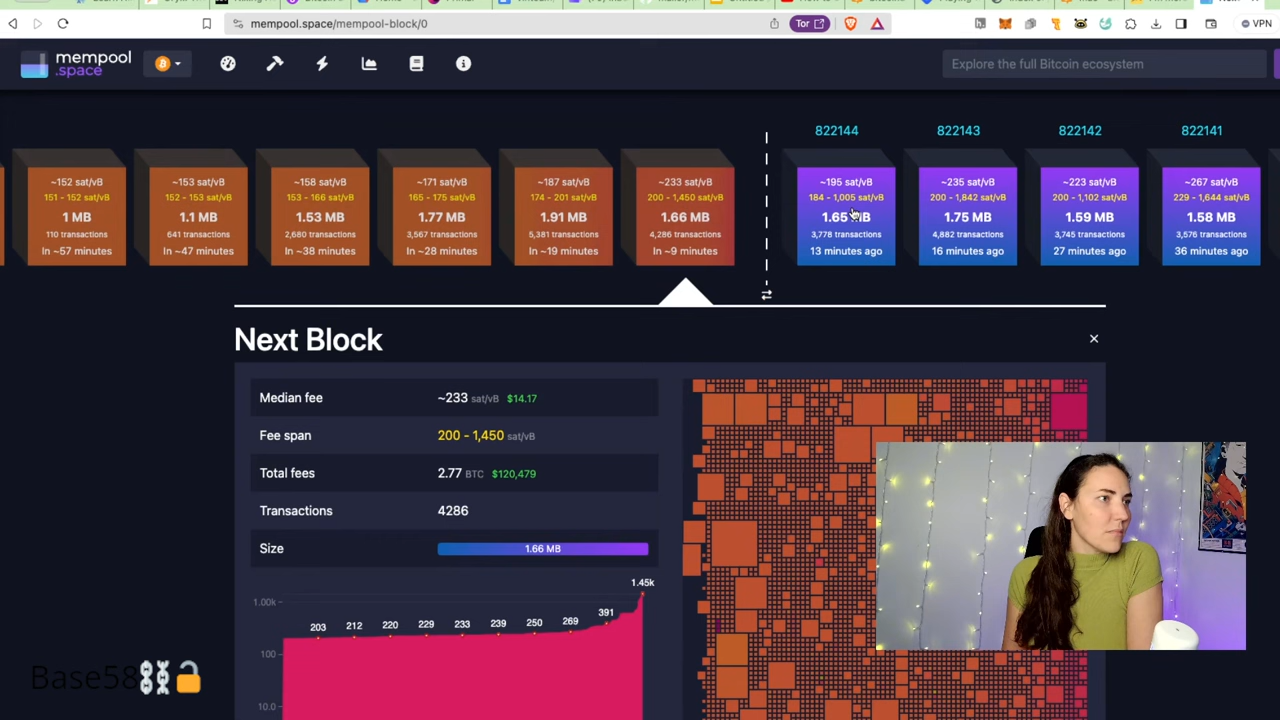 mempool.space/mempool-block/0
Tor
VPN
mempool
.space
Explore the full Bitcoin ecosystem
822144
822143
822142
822141
~152 sat/vB
151 - 152 sat/vB
1 MB
110 transactions
In ~57 minutes
~153 sat/vB
152 - 153 sat/vB
1.1 MB
641 transactions
In ~47 minutes
~158 sat/vB
153 - 166 sat/vB
1.53 MB
2,680 transactions
In ~38 minutes
~171 sat/vB
165 - 175 sat/vB
1.77 MB
3,567 transactions
In ~28 minutes
~187 sat/vB
174 - 201 sat/vB
1.91 MB
5,381 transactions
In ~19 minutes
~233 sat/vB
200 - 1,450 sat/vB
1.66 MB
4,286 transactions
In ~9 minutes
~195 sat/vB
184 - 1,005 sat/vB
1.65 MB
3,778 transactions
13 minutes ago
~235 sat/vB
200 - 1,842 sat/vB
1.75 MB
4,882 transactions
16 minutes ago
~223 sat/vB
200 - 1,102 sat/vB
1.59 MB
3,745 transactions
27 minutes ago
~267 sat/vB
229 - 1,644 sat/vB
1.58 MB
3,576 transactions
36 minutes ago
Next Block
×
Median fee ~233 sat/vB $14.17
Fee span 200 - 1,450 sat/vB
Total fees 2.77 BTC $120,479
Transactions 4286
Size 1.66 MB
1.45k
1.00k
391
203 212 220 229 233 239 250 269
100
10.0
Base58